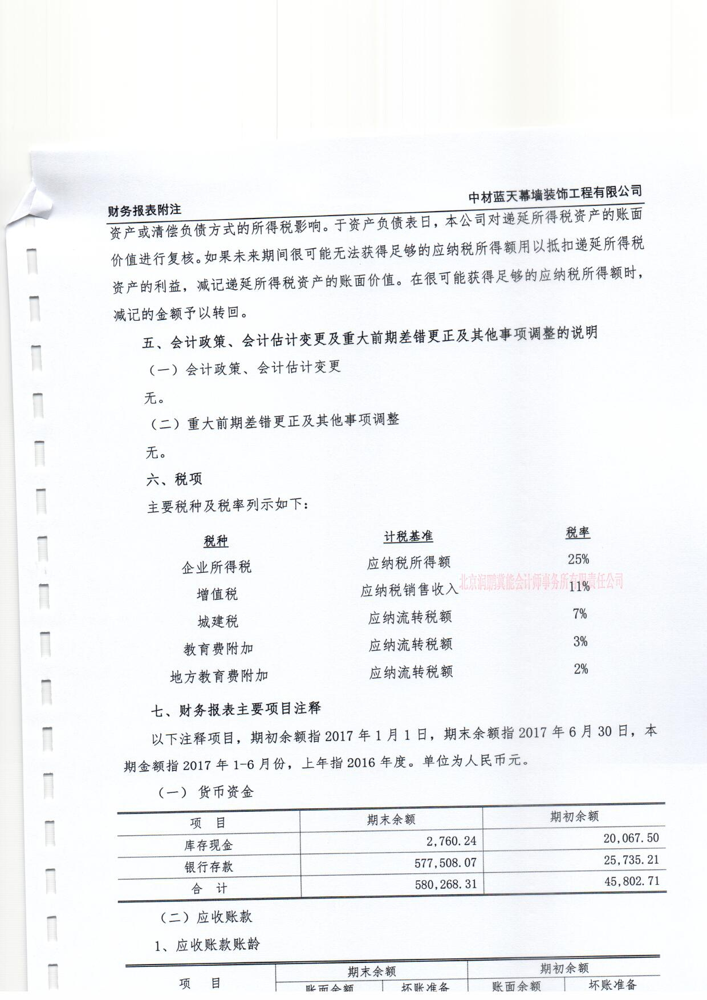 财务报表附注
中材蓝天幕墙装饰工程有限公司
资产或清偿负债方式的所得税影响。于资产负债表日，本公司对递延所得税资产的账面
价值进行复核。如果未来期间很可能无法获得足够的应纳税所得额用以抵扣递延所得税
资产的利益，减记递延所得税资产的账面价值。在很可能获得足够的应纳税所得额时，
减记的金额予以转回。
五、会计政策、会计估计变更及重大前期差错更正及其他事项调整的说明
（一）会计政策、会计估计变更
无。
（二）重大前期差错更正及其他事项调整
无。
六、税项
主要税种及税率列示如下：
税种 计税基准 税率
企业所得税 应纳税所得额 25%
北京润鹏冀能会计师事务所有限责任公司
增值税 应纳税销售收入 11%
城建税 应纳流转税额 7%
教育费附加 应纳流转税额 3%
地方教育费附加 应纳流转税额 2%
七、财务报表主要项目注释
以下注释项目，期初余额指 2017 年 1 月 1 日，期末余额指 2017 年 6 月 30 日，本
期金额指 2017 年 1-6 月份，上年指 2016 年度。单位为人民币元。
（一） 货币资金
项 目 期末余额 期初余额
库存现金 2,760.24 20,067.50
银行存款 577,508.07 25,735.21
合 计 580,268.31 45,802.71
（二）应收账款
1、应收账款账龄
项 目 期末余额 期初余额
账面余额 坏账准备 账面余额 坏账准备